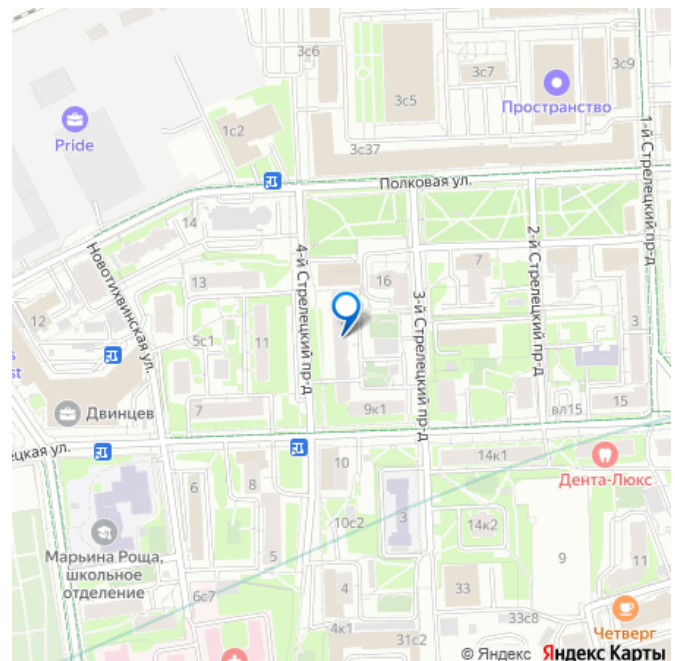 3с6
3с7
3с9
Пространство
3с5
Pride
1с2
3с37
1-й Стрелецкий пр-д
Полковая ул.
14
Новотихвинская ул.
4-й Стрелецкий пр-д
2-й Стрелецкий пр-д
13
16
7
3-й Стрелецкий пр-д
12
5с1
11
3
s
st
Двинцев
7
9к1
вл15
15
ецкая ул.
10
14к1
Дента-Люкс
6
8
10с2
3
14к2
Марьина Роща,
школьное
отделение
5
9
11
6с7
4
33
33с8
4к1
31с2
Четверг
© Яндекс Яндекс Карты